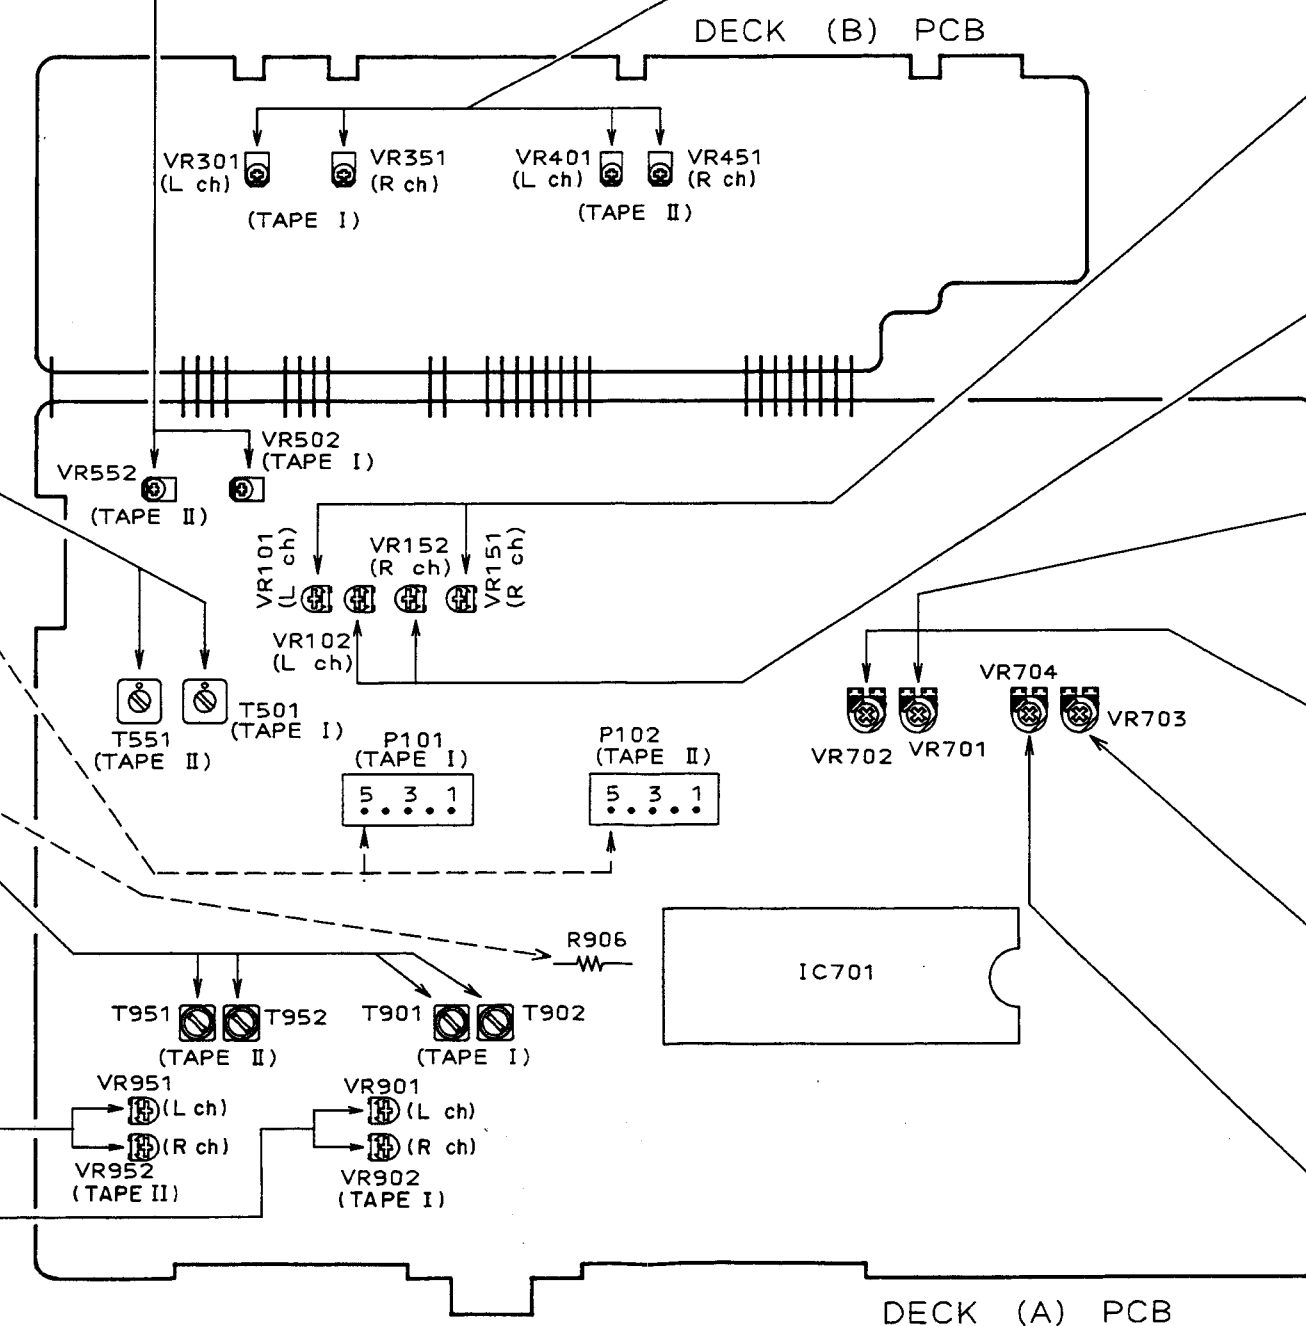 DECK (B) PCB
VR301
(L ch)
VR351
(R ch)
(TAPE I)
VR401
(L ch)
VR451
(R ch)
(TAPE II)
VR502
(TAPE I)
VR552
(TAPE II)
VR101
(L ch)
VR152
(R ch)
VR151
(R ch)
VR102
(L ch)
T551
(TAPE II)
T501
(TAPE I)
P101
(TAPE I)
5 3 1
P102
(TAPE II)
5 3 1
VR702
VR701
VR704
VR703
R906
IC701
T951
T952
(TAPE II)
T901
T902
(TAPE I)
VR951
(L ch)
(R ch)
VR952
(TAPE II)
VR901
(L ch)
(R ch)
VR902
(TAPE I)
DECK (A) PCB